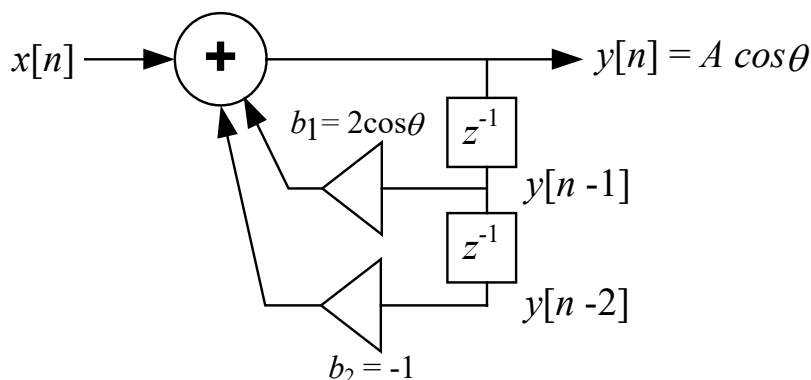 x[n]
+
y[n] = A cosθ
b1= 2cosθ
z-1
y[n -1]
z-1
y[n -2]
b2 = -1